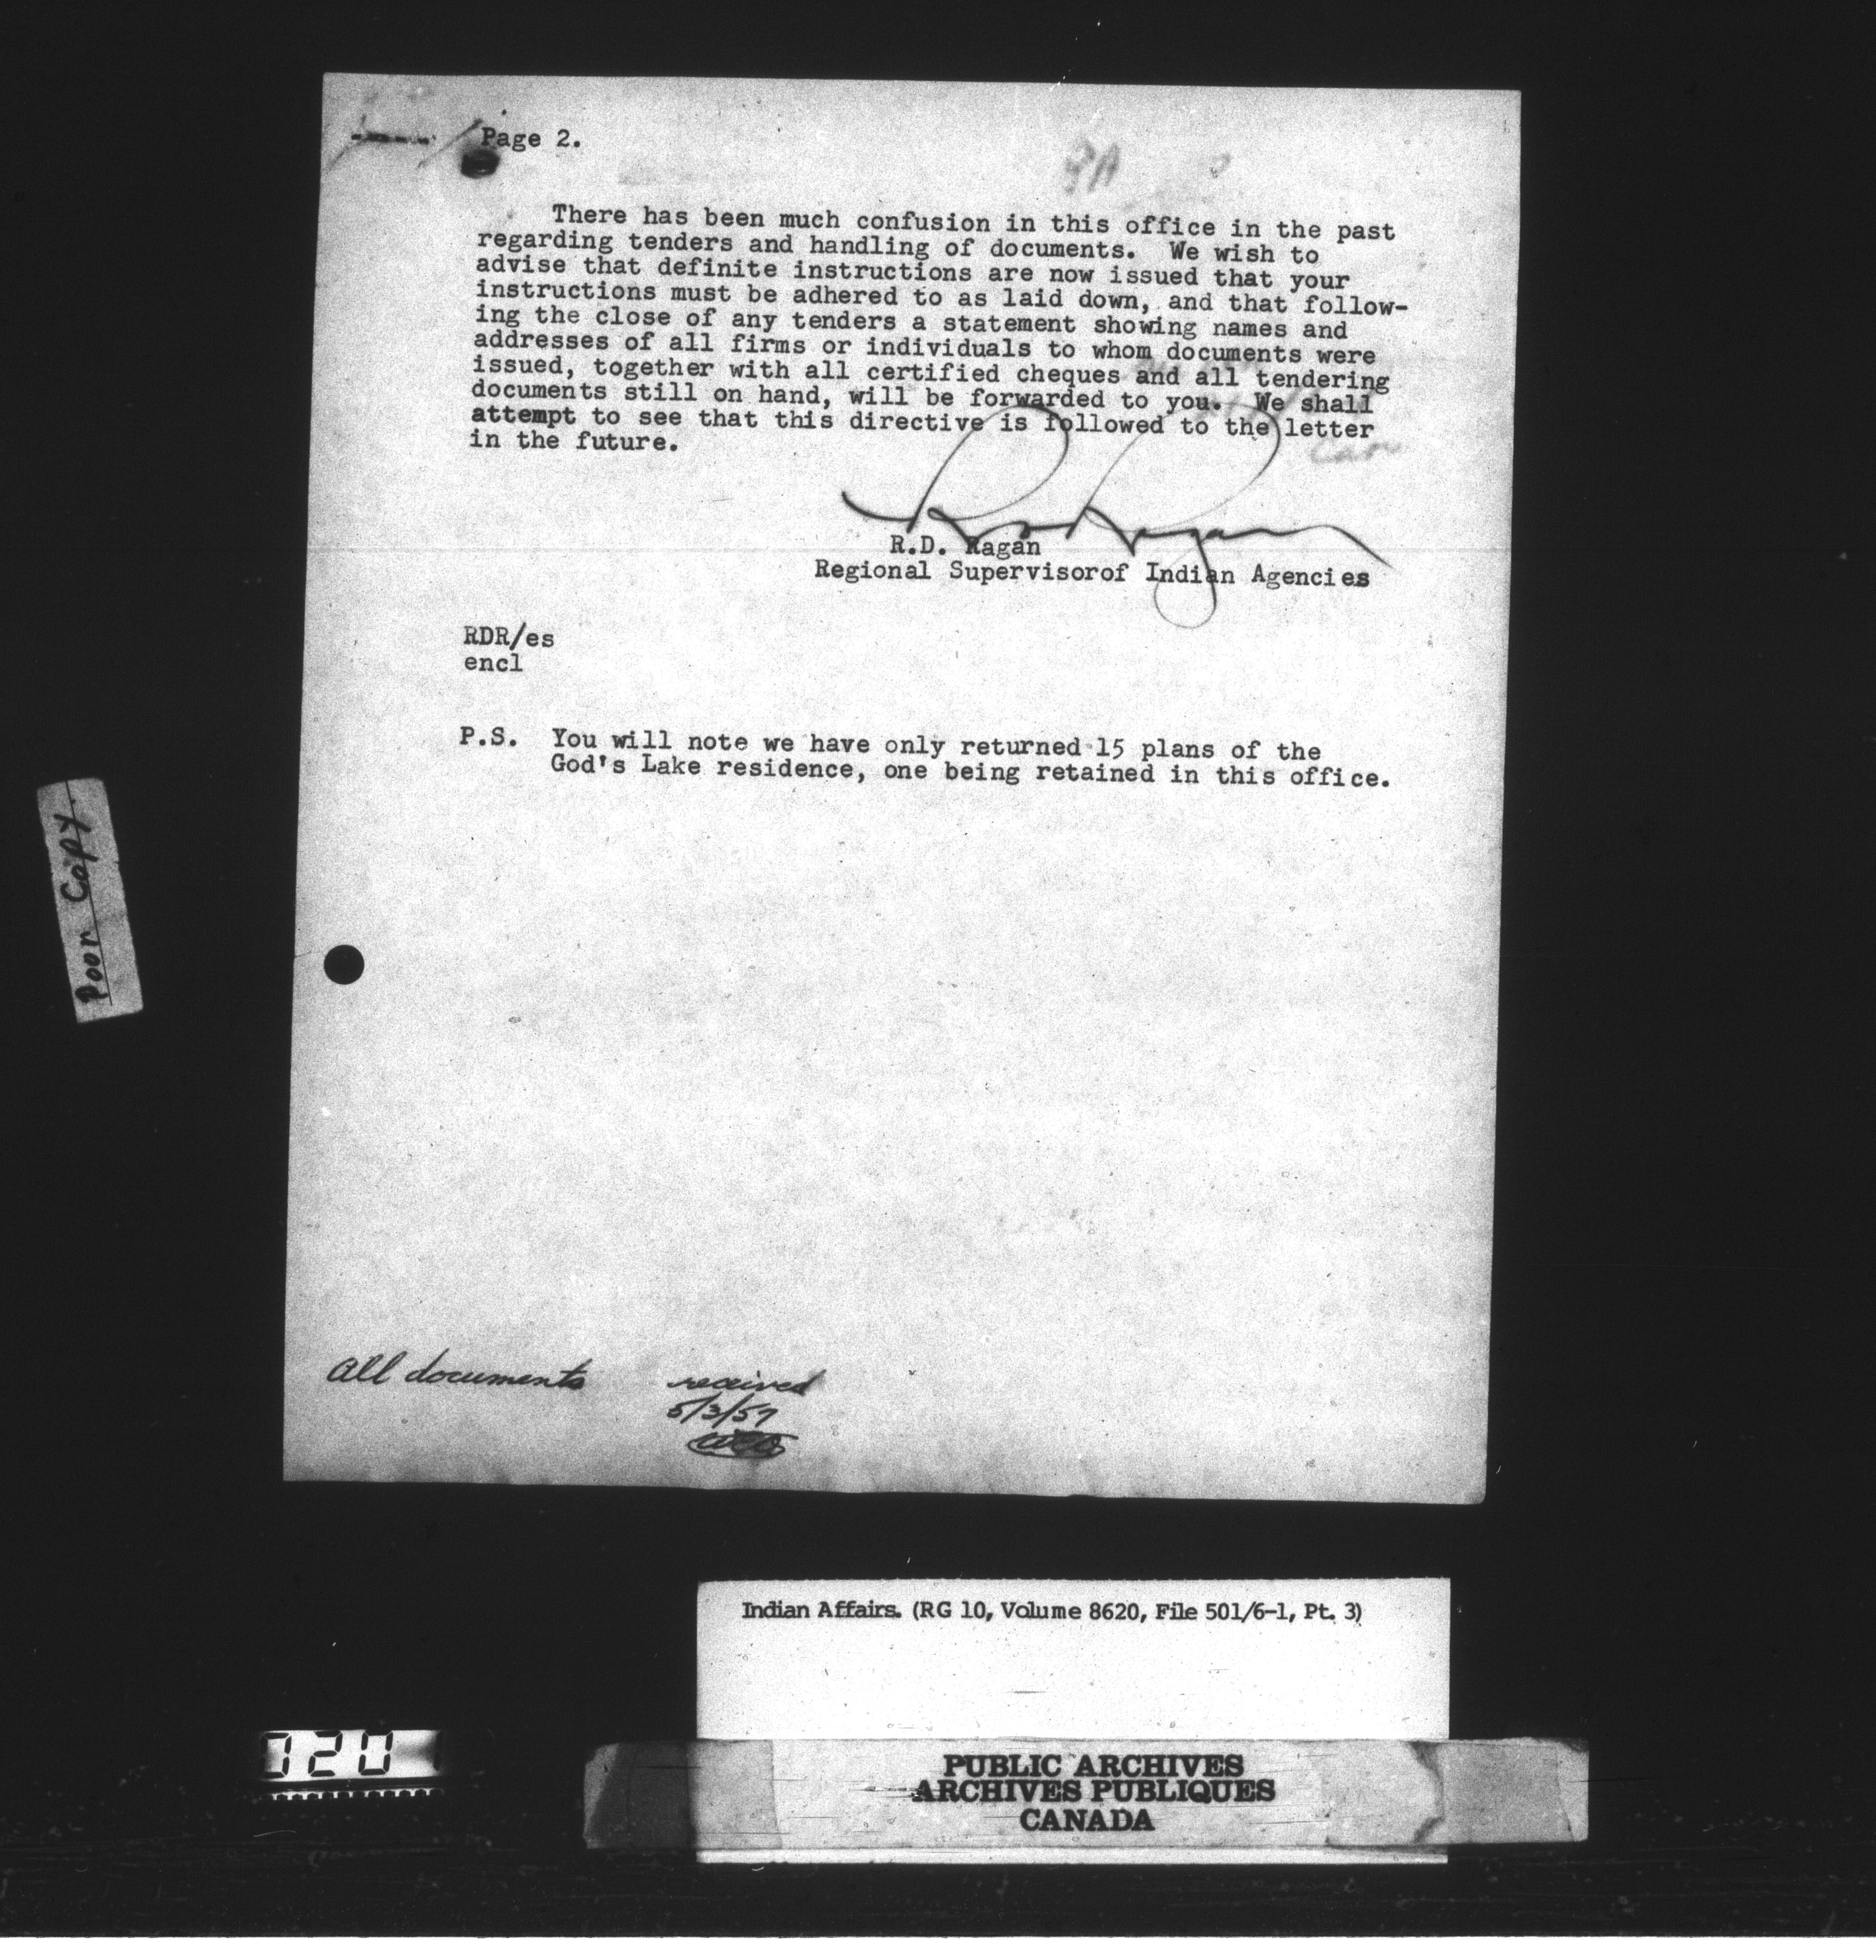 Page 2.
There has been much confusion in this office in the past
regarding tenders and handling of documents. We wish to
advise that definite instructions are now issued that your
instructions must be adhered to as laid down, and that follow-
ing the close of any tenders a statement showing names and
addresses of all firms or individuals to whom documents were
issued, together with all certified cheques and all tendering
documents still on hand, will be forwarded to you. We shall
attempt to see that this directive is followed to the letter
in the future.
R.D. Ragan
Regional Supervisorof Indian Agencies
RDR/es
encl
P.S. You will note we have only returned 15 plans of the
God's Lake residence, one being retained in this office.
Poor Copy
All documents received
5/3/57
Indian Affairs. (RG 10, Volume 8620, File 501/6-1, Pt. 3)
PUBLIC ARCHIVES
ARCHIVES PUBLIQUES
CANADA